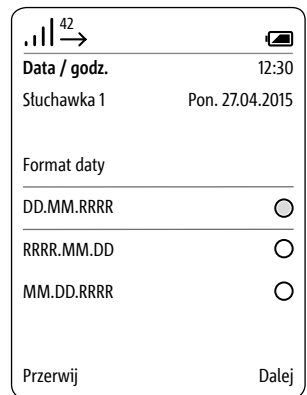 42
Data / godz. 12:30
Słuchawka 1 Pon. 27.04.2015
Format daty
DD.MM.RRRR
RRRR.MM.DD
MM.DD.RRRR
Przerwij Dalej